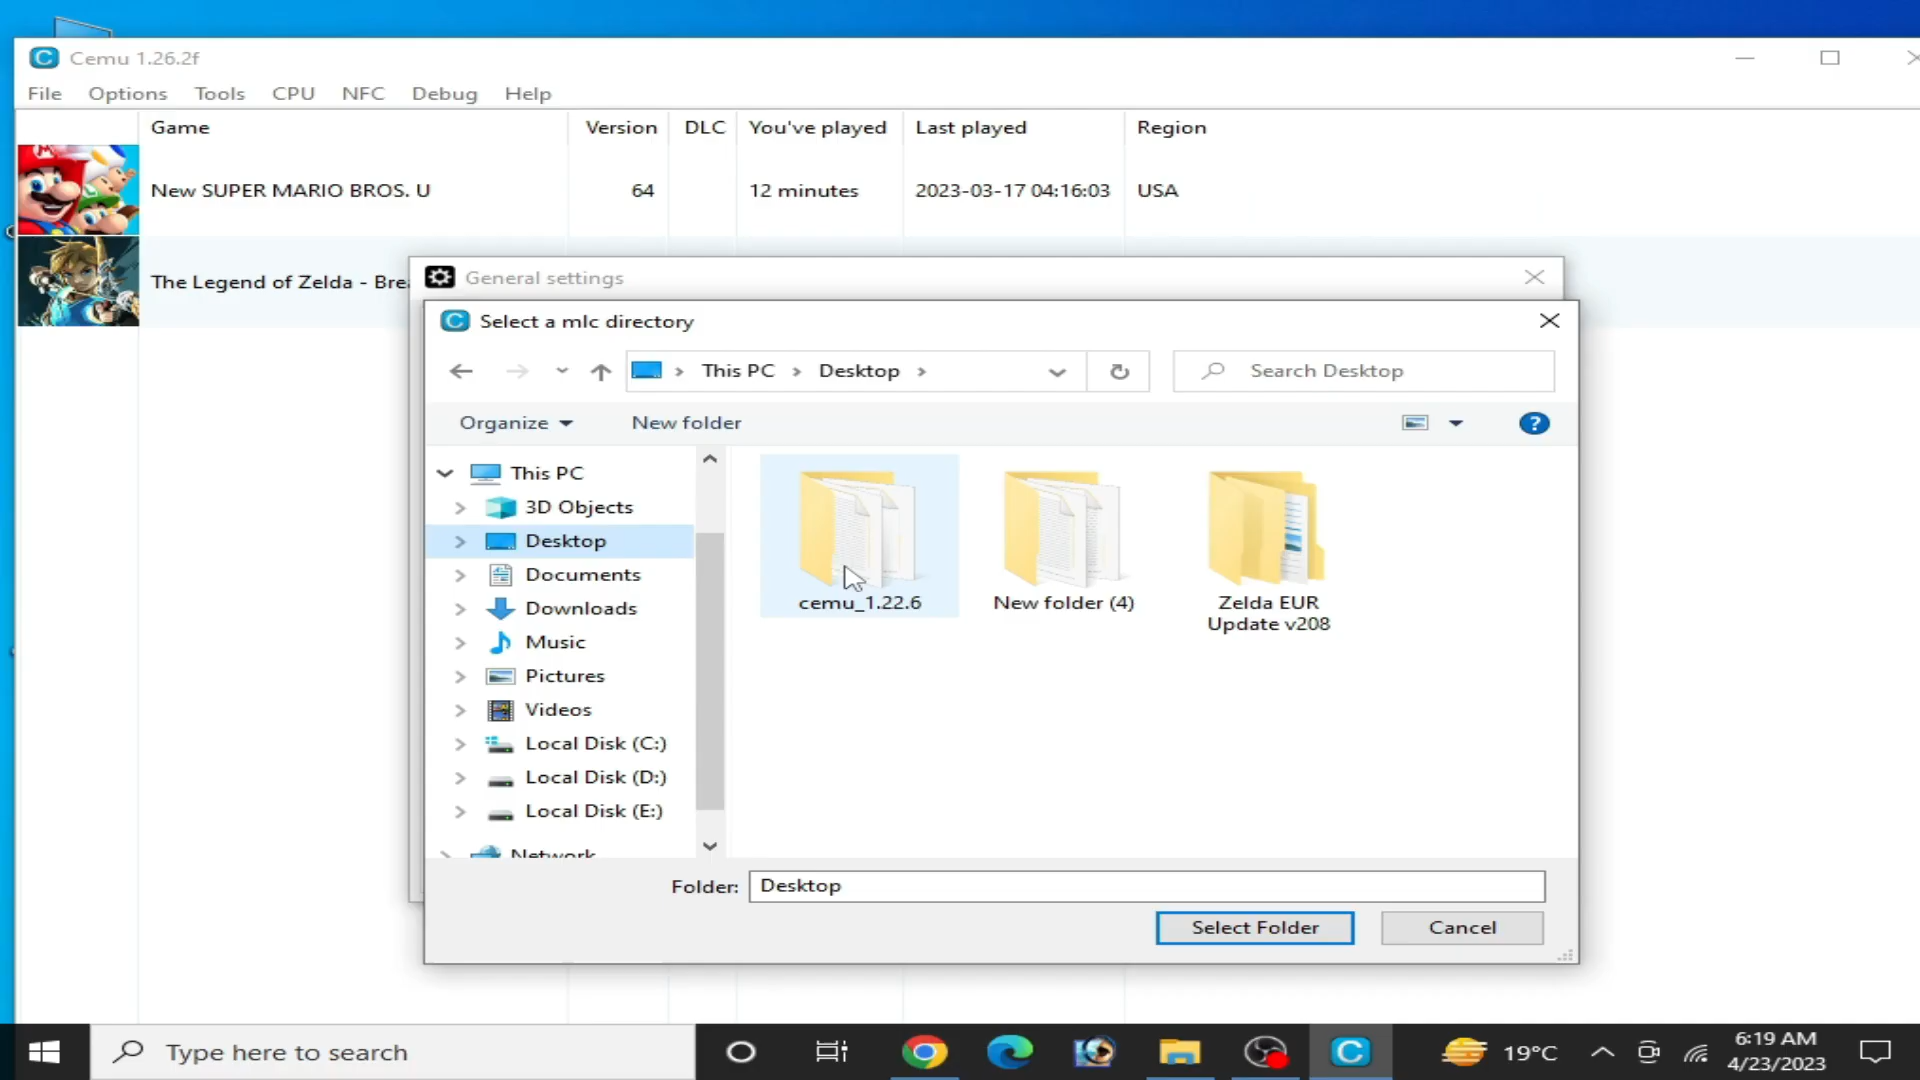 Cemu 1.26.2f
File Options Tools CPU NFC Debug Help
Game Version DLC You've played Last played Region
New SUPER MARIO BROS. U 64 12 minutes 2023-03-17 04:16:03 USA
The Legend of Zelda - Brea
General settings
Select a mlc directory
This PC Desktop
Search Desktop
Organize New folder
This PC
3D Objects
Desktop
Documents
Downloads
Music
Pictures
Videos
Local Disk (C:)
Local Disk (D:)
Local Disk (E:)
Network
cemu_1.22.6
New folder (4)
Zelda EUR
Update v208
Folder: Desktop
Select Folder Cancel
Type here to search
19°C
6:19 AM
4/23/2023